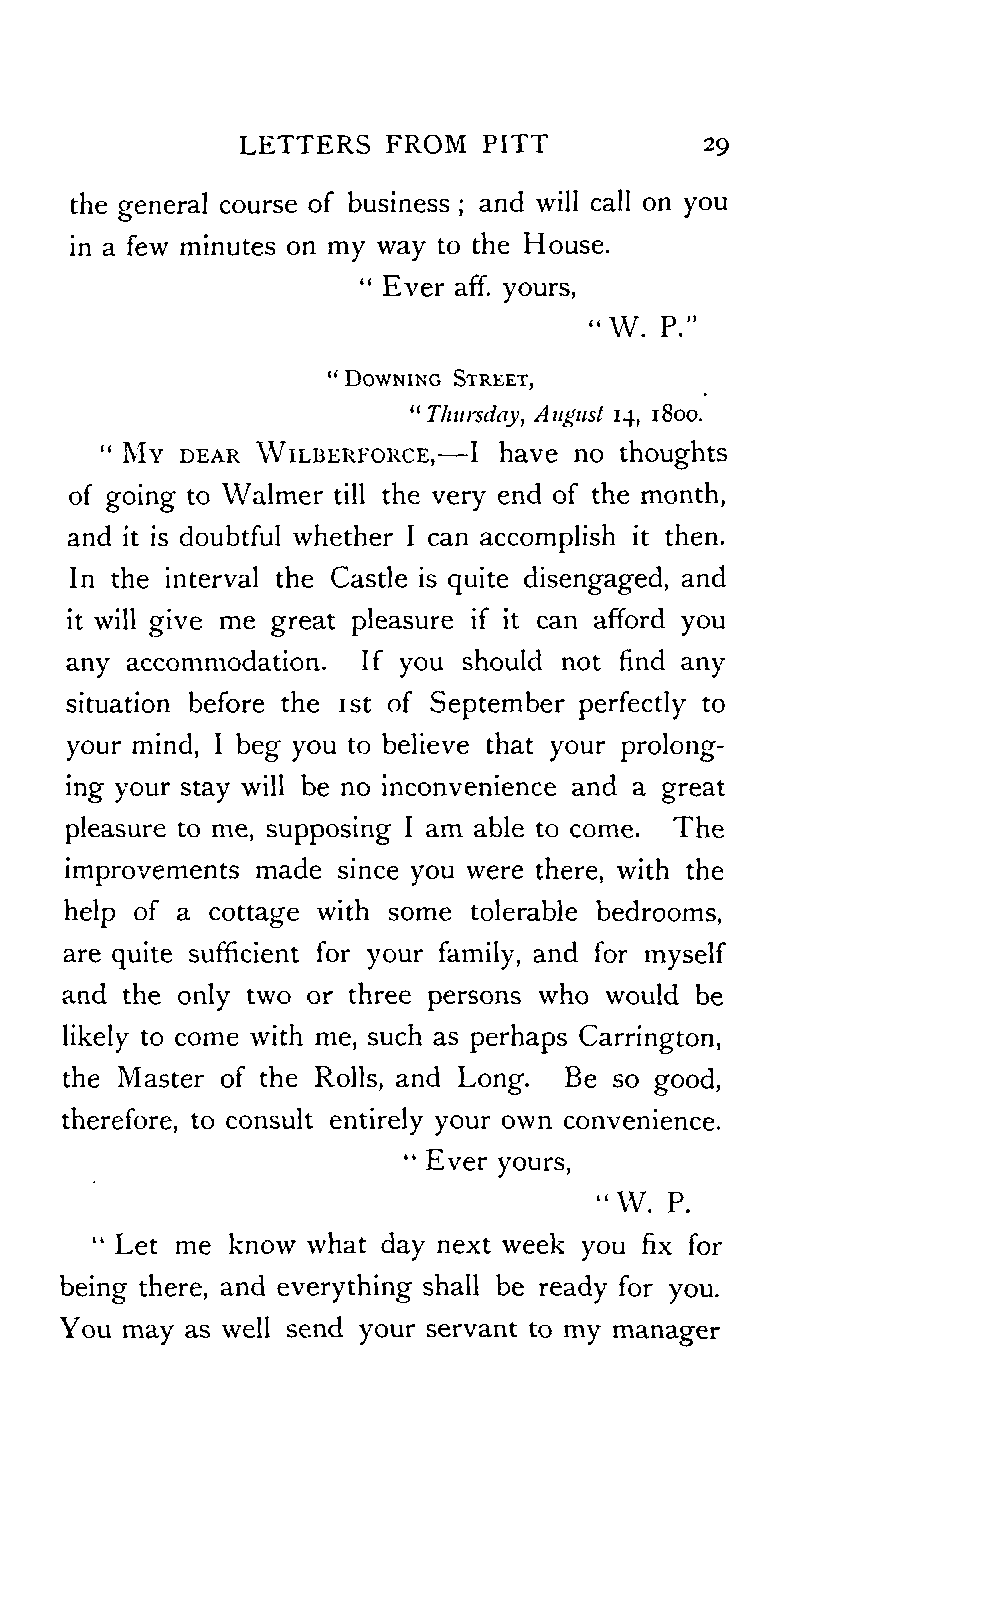 LETTERS FROM PITT 29
the general course of business ; and will call on you
in a few minutes on my way to the House.
“ Ever aff. yours,
“ W. P.”
“ DOWNING STREET,
“ Thursday, August 14, 1800.
“ MY DEAR WILBERFORCE,—I have no thoughts
of going to Walmer till the very end of the month,
and it is doubtful whether I can accomplish it then.
In the interval the Castle is quite disengaged, and
it will give me great pleasure if it can afford you
any accommodation. If you should not find any
situation before the 1st of September perfectly to
your mind, I beg you to believe that your prolong-
ing your stay will be no inconvenience and a great
pleasure to me, supposing I am able to come. The
improvements made since you were there, with the
help of a cottage with some tolerable bedrooms,
are quite sufficient for your family, and for myself
and the only two or three persons who would be
likely to come with me, such as perhaps Carrington,
the Master of the Rolls, and Long. Be so good,
therefore, to consult entirely your own convenience.
“ Ever yours,
“ W. P.
“ Let me know what day next week you fix for
being there, and everything shall be ready for you.
You may as well send your servant to my manager